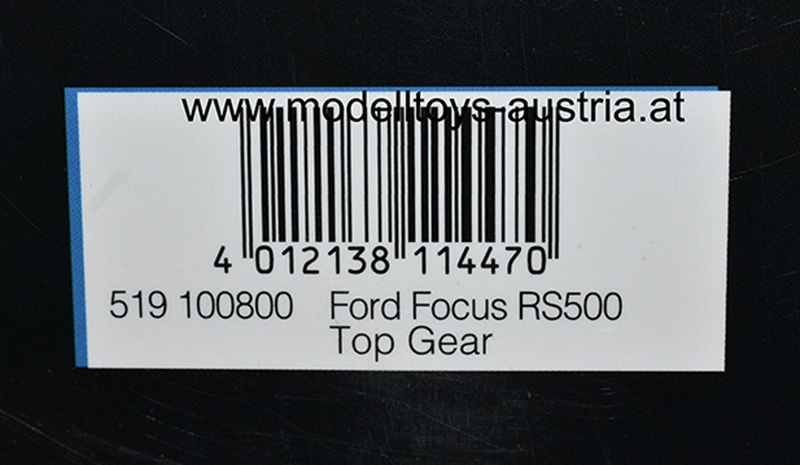 www.modelltoys-austria.at
4 012138 114470
519 100800 Ford Focus RS500
Top Gear